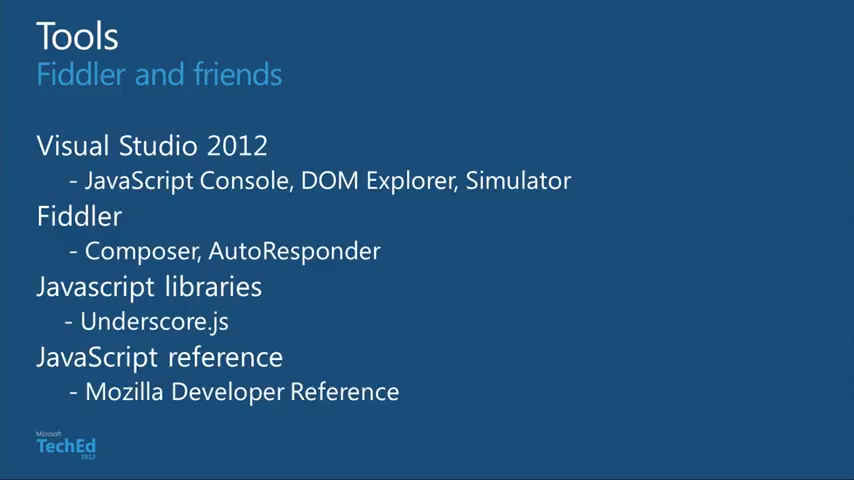 Tools
Fiddler and friends
Visual Studio 2012
- JavaScript Console, DOM Explorer, Simulator
Fiddler
- Composer, AutoResponder
Javascript libraries
- Underscore.js
JavaScript reference
- Mozilla Developer Reference
Microsoft
TechEd
2012